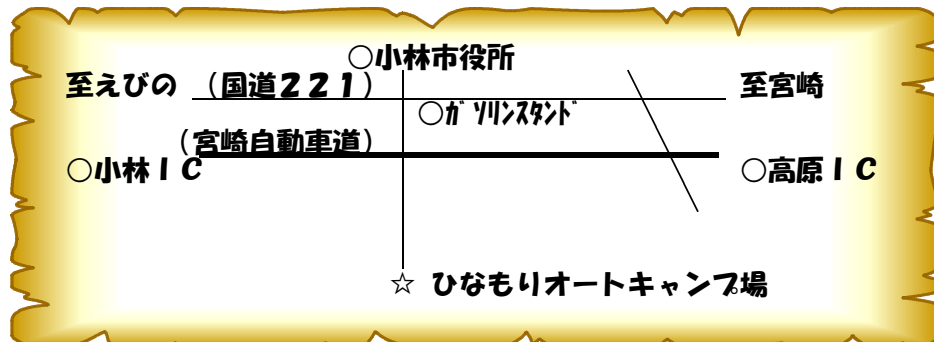 ○小林市役所
至えびの （国道２２１） 至宮崎
○ｶﾞｿﾘﾝｽﾀﾝﾄﾞ
（宮崎自動車道）
○小林ＩＣ ○高原ＩＣ
☆ ひなもりオートキャンプ場